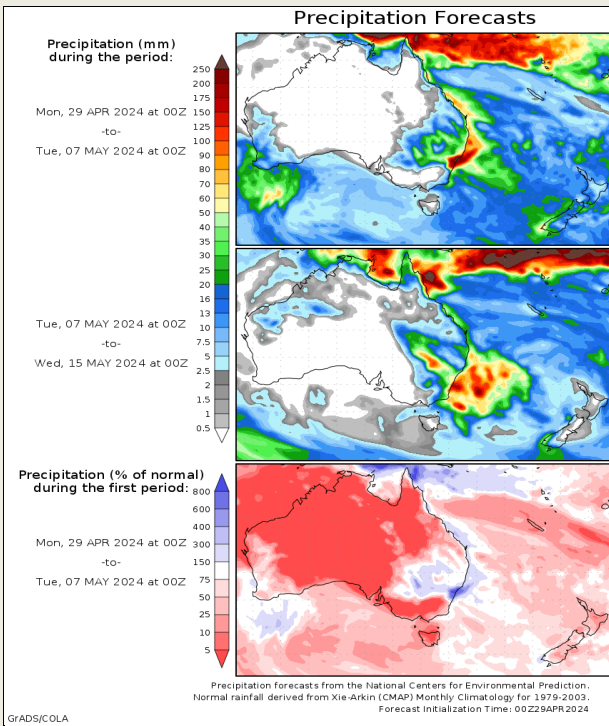 Precipitation Forecasts
Precipitation (mm)
during the period:
250
200
175
150
125
100
90
80
70
60
50
40
35
30
25
20
16
13
10
7.5
5
2.5
2
1.5
1
0.5
Mon, 29 APR 2024 at 00Z
-to-
Tue, 07 MAY 2024 at 00Z
Tue, 07 MAY 2024 at 00Z
-to-
Wed, 15 MAY 2024 at 00Z
Precipitation (% of normal)
during the first period:
800
600
400
300
150
75
50
25
10
5
Mon, 29 APR 2024 at 00Z
-to-
Tue, 07 MAY 2024 at 00Z
Precipitation forecasts from the National Centers for Environmental Prediction.
Normal rainfall derived from Xie-Arkin (CMAP) Monthly Climatology for 1979-2003.
Forecast Initialization Time: 00Z29APR2024
GrADS/COLA